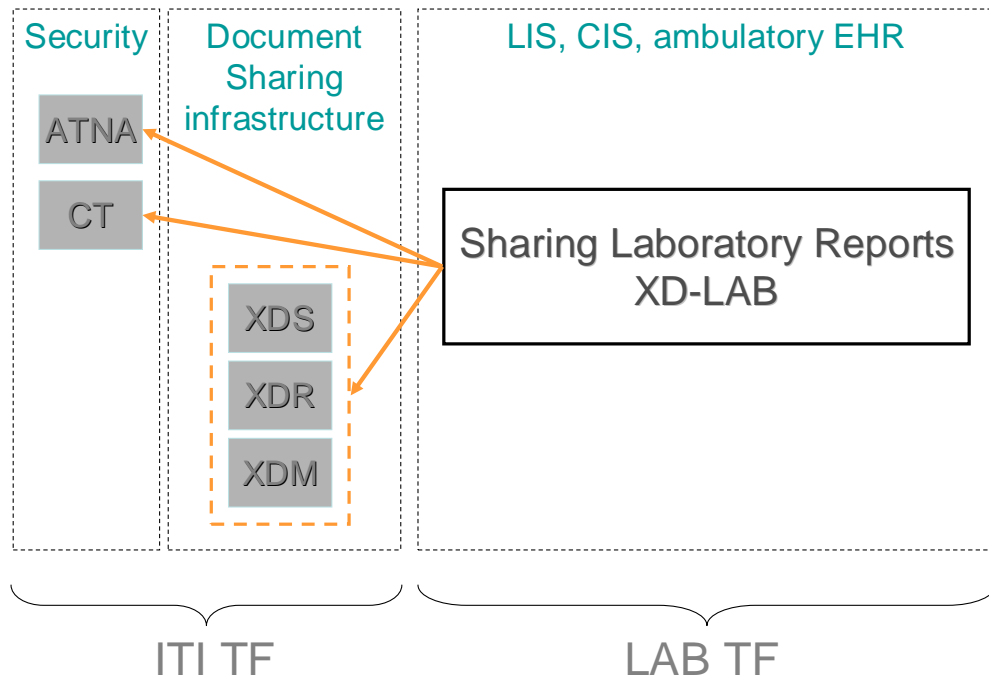 Security
Document
Sharing
infrastructure
LIS, CIS, ambulatory EHR
ATNA
CT
Sharing Laboratory Reports
XD-LAB
XDS
XDR
XDM
ITI TF
LAB TF